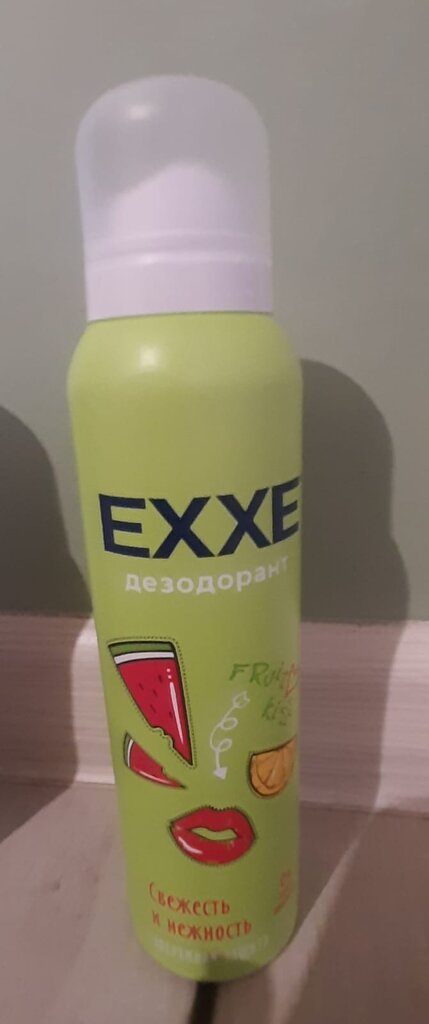 EXXE
дезодорант
FRuity
kiss
Свежесть
и нежность